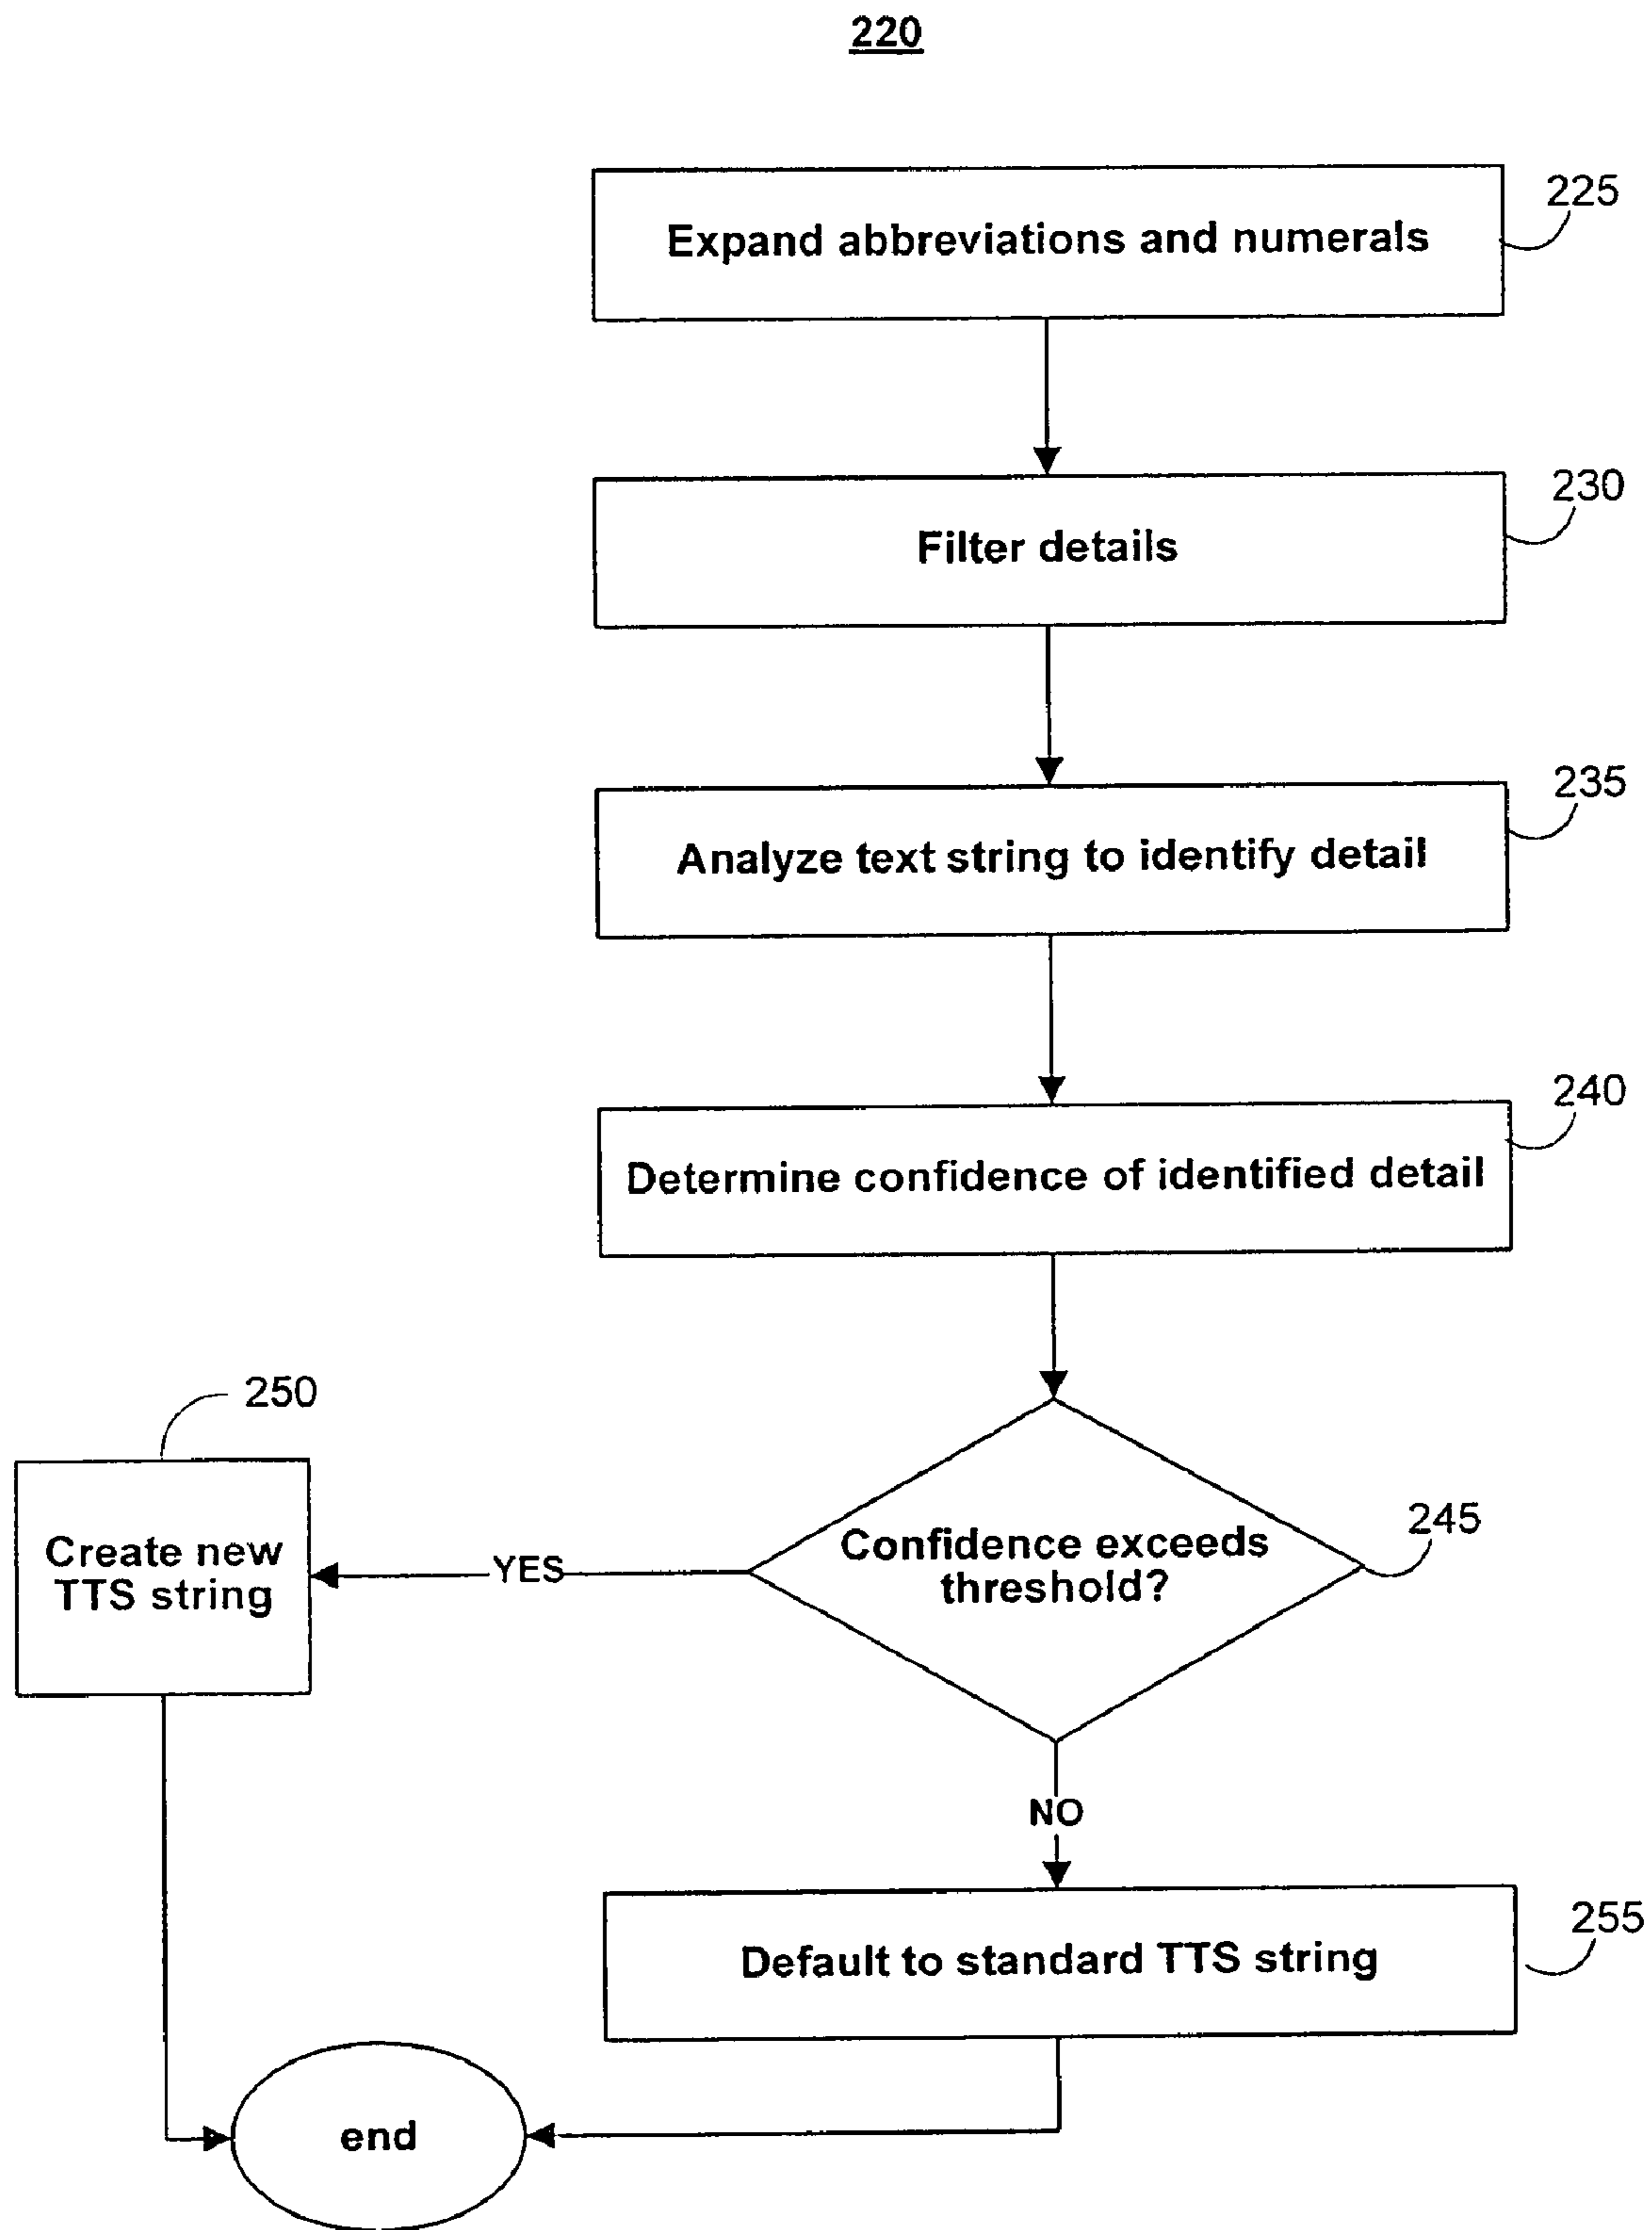 220
Expand abbreviations and numerals
225
Filter details
230
Analyze text string to identify detail
235
Determine confidence of identified detail
240
Confidence exceeds
threshold?
245
YES
250
Create new
TTS string
NO
Default to standard TTS string
255
end